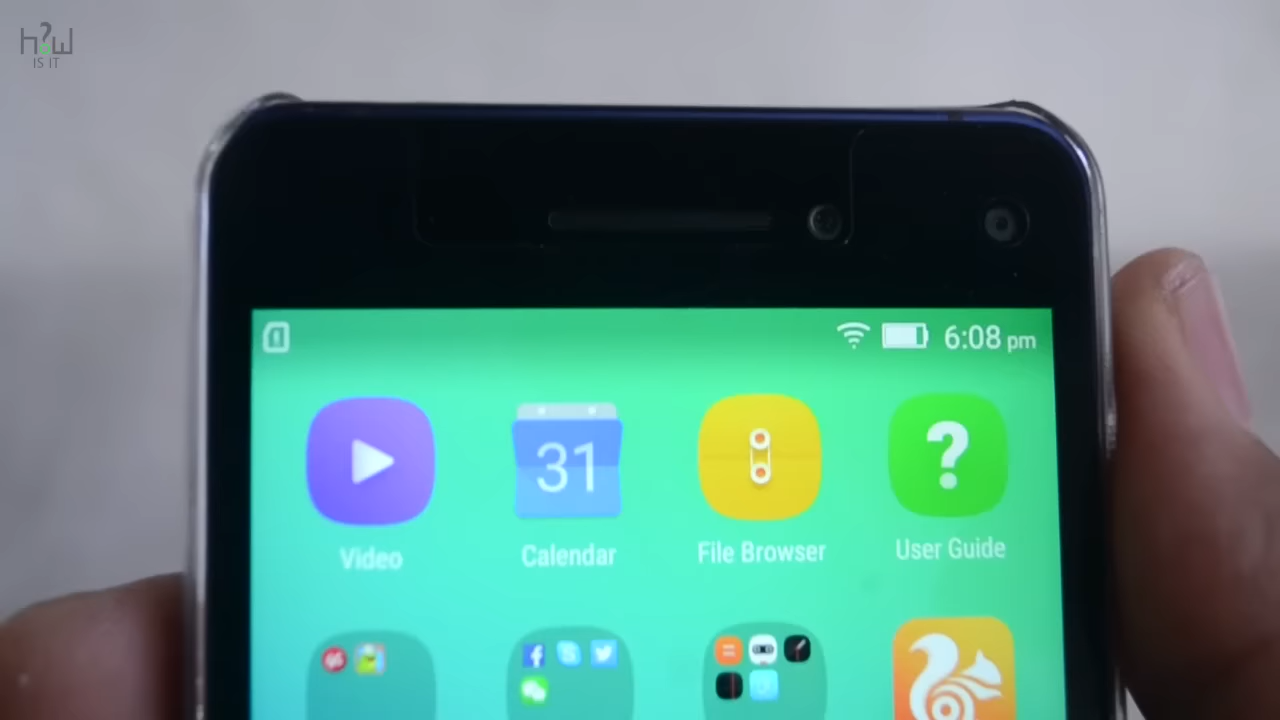 h?w
IS IT
6:08 pm
31
Video
Calendar
File Browser
User Guide